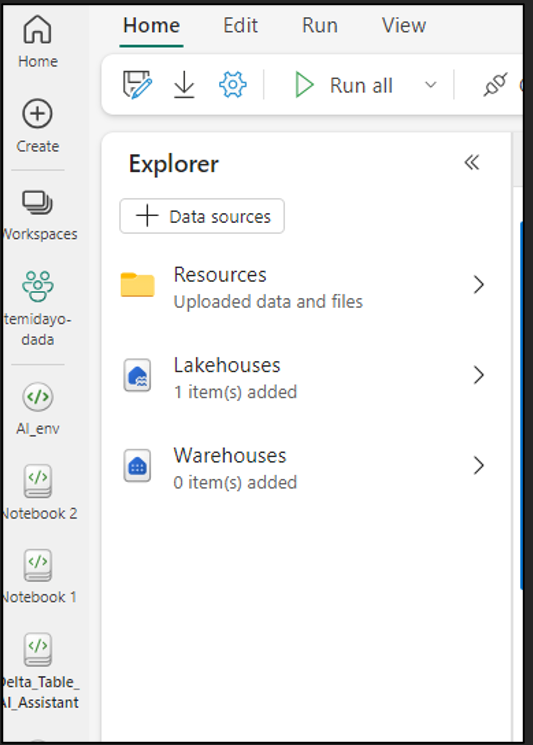 Home
Edit
Run
View
Home
Run all
Create
Explorer
Data sources
Workspaces
Resources
Uploaded data and files
temidayo-
dada
Lakehouses
1 item(s) added
AI_env
Warehouses
0 item(s) added
Notebook 2
Notebook 1
Delta_Table_
AI_Assistant